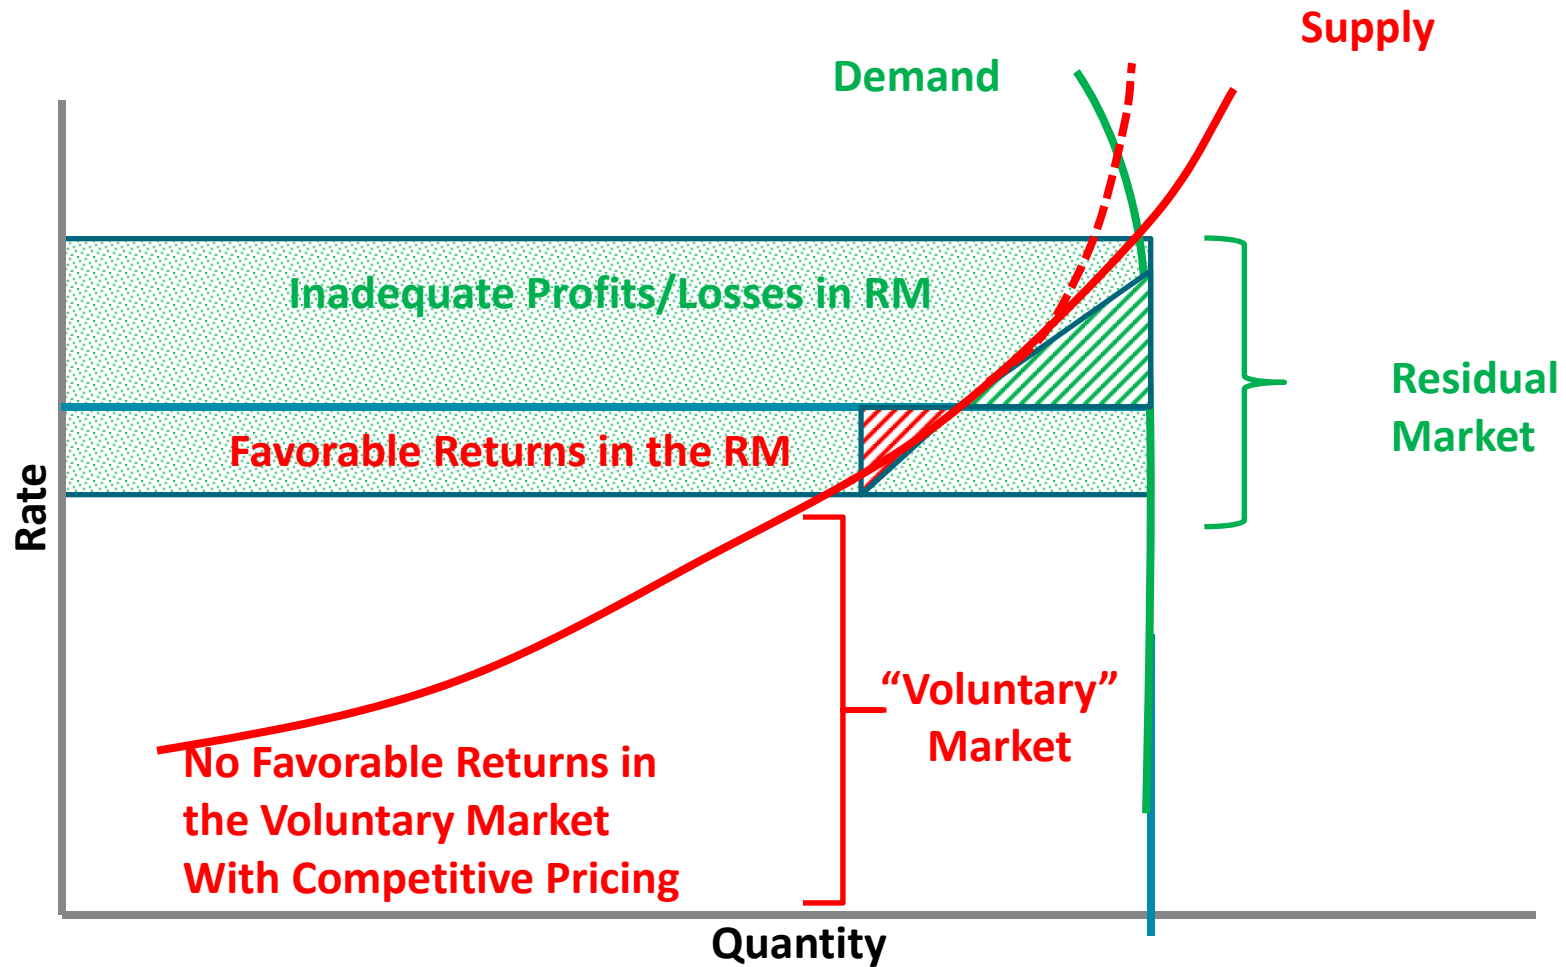 Supply
Demand
Inadequate Profits/Losses in RM
Residual
Market
Favorable Returns in the RM
Rate
“Voluntary”
Market
No Favorable Returns in
the Voluntary Market
With Competitive Pricing
Quantity